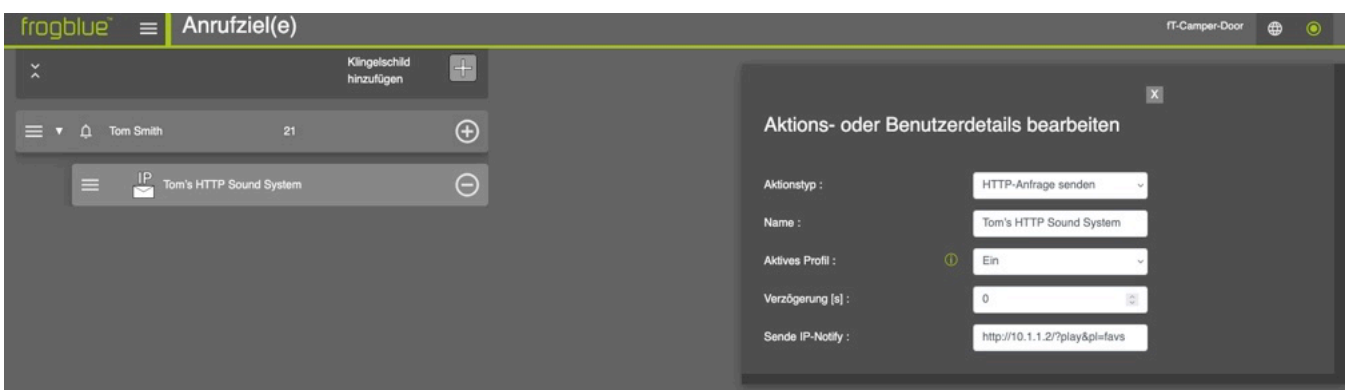 frogblue™ Anrufziel(e) fT-Camper-Door
Klingelschild
hinzufügen
Tom Smith 21
IP
Tom's HTTP Sound System
X
Aktions- oder Benutzerdetails bearbeiten
Aktionstyp : HTTP-Anfrage senden
Name : Tom's HTTP Sound System
Aktives Profil : Ein
Verzögerung [s] : 0
Sende IP-Notify : http://10.1.1.2/?play&pl=favs